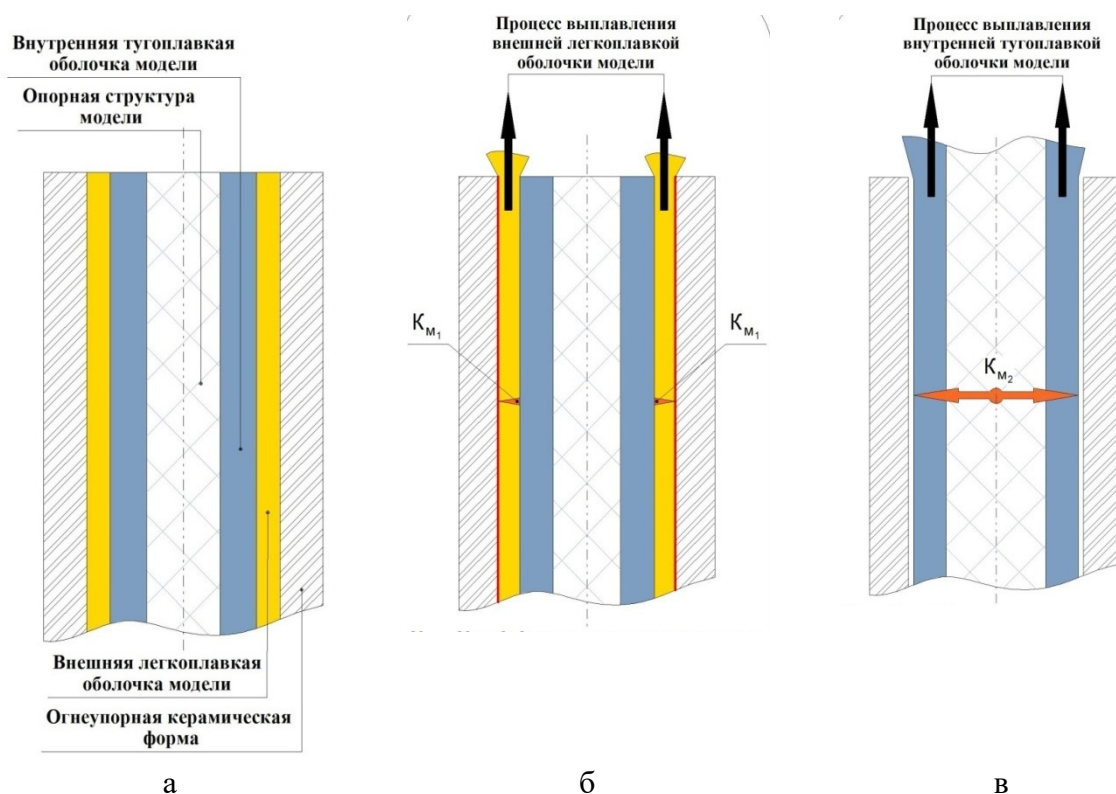 Внутренняя тугоплавкая
оболочка модели
Опорная структура
модели
Внешняя легкоплавкая
оболочка модели
Огнеупорная керамическая
форма
а
Процесс выплавления
внешней легкоплавкой
оболочки модели
Км₁
Км₁
б
Процесс выплавления
внутренней тугоплавкой
оболочки модели
Км₂
в